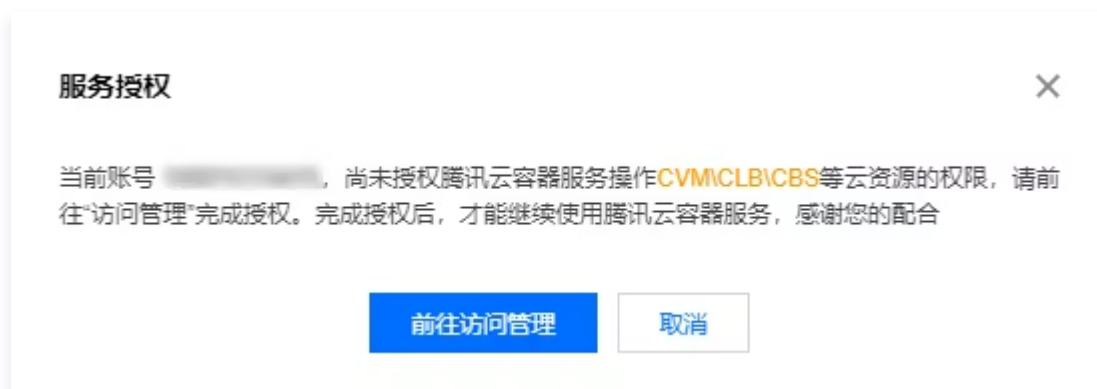 服务授权
当前账号 ，尚未授权腾讯云容器服务操作CVM\CLB\CBS等云资源的权限，请前
往“访问管理”完成授权。完成授权后，才能继续使用腾讯云容器服务，感谢您的配合
前往访问管理
取消